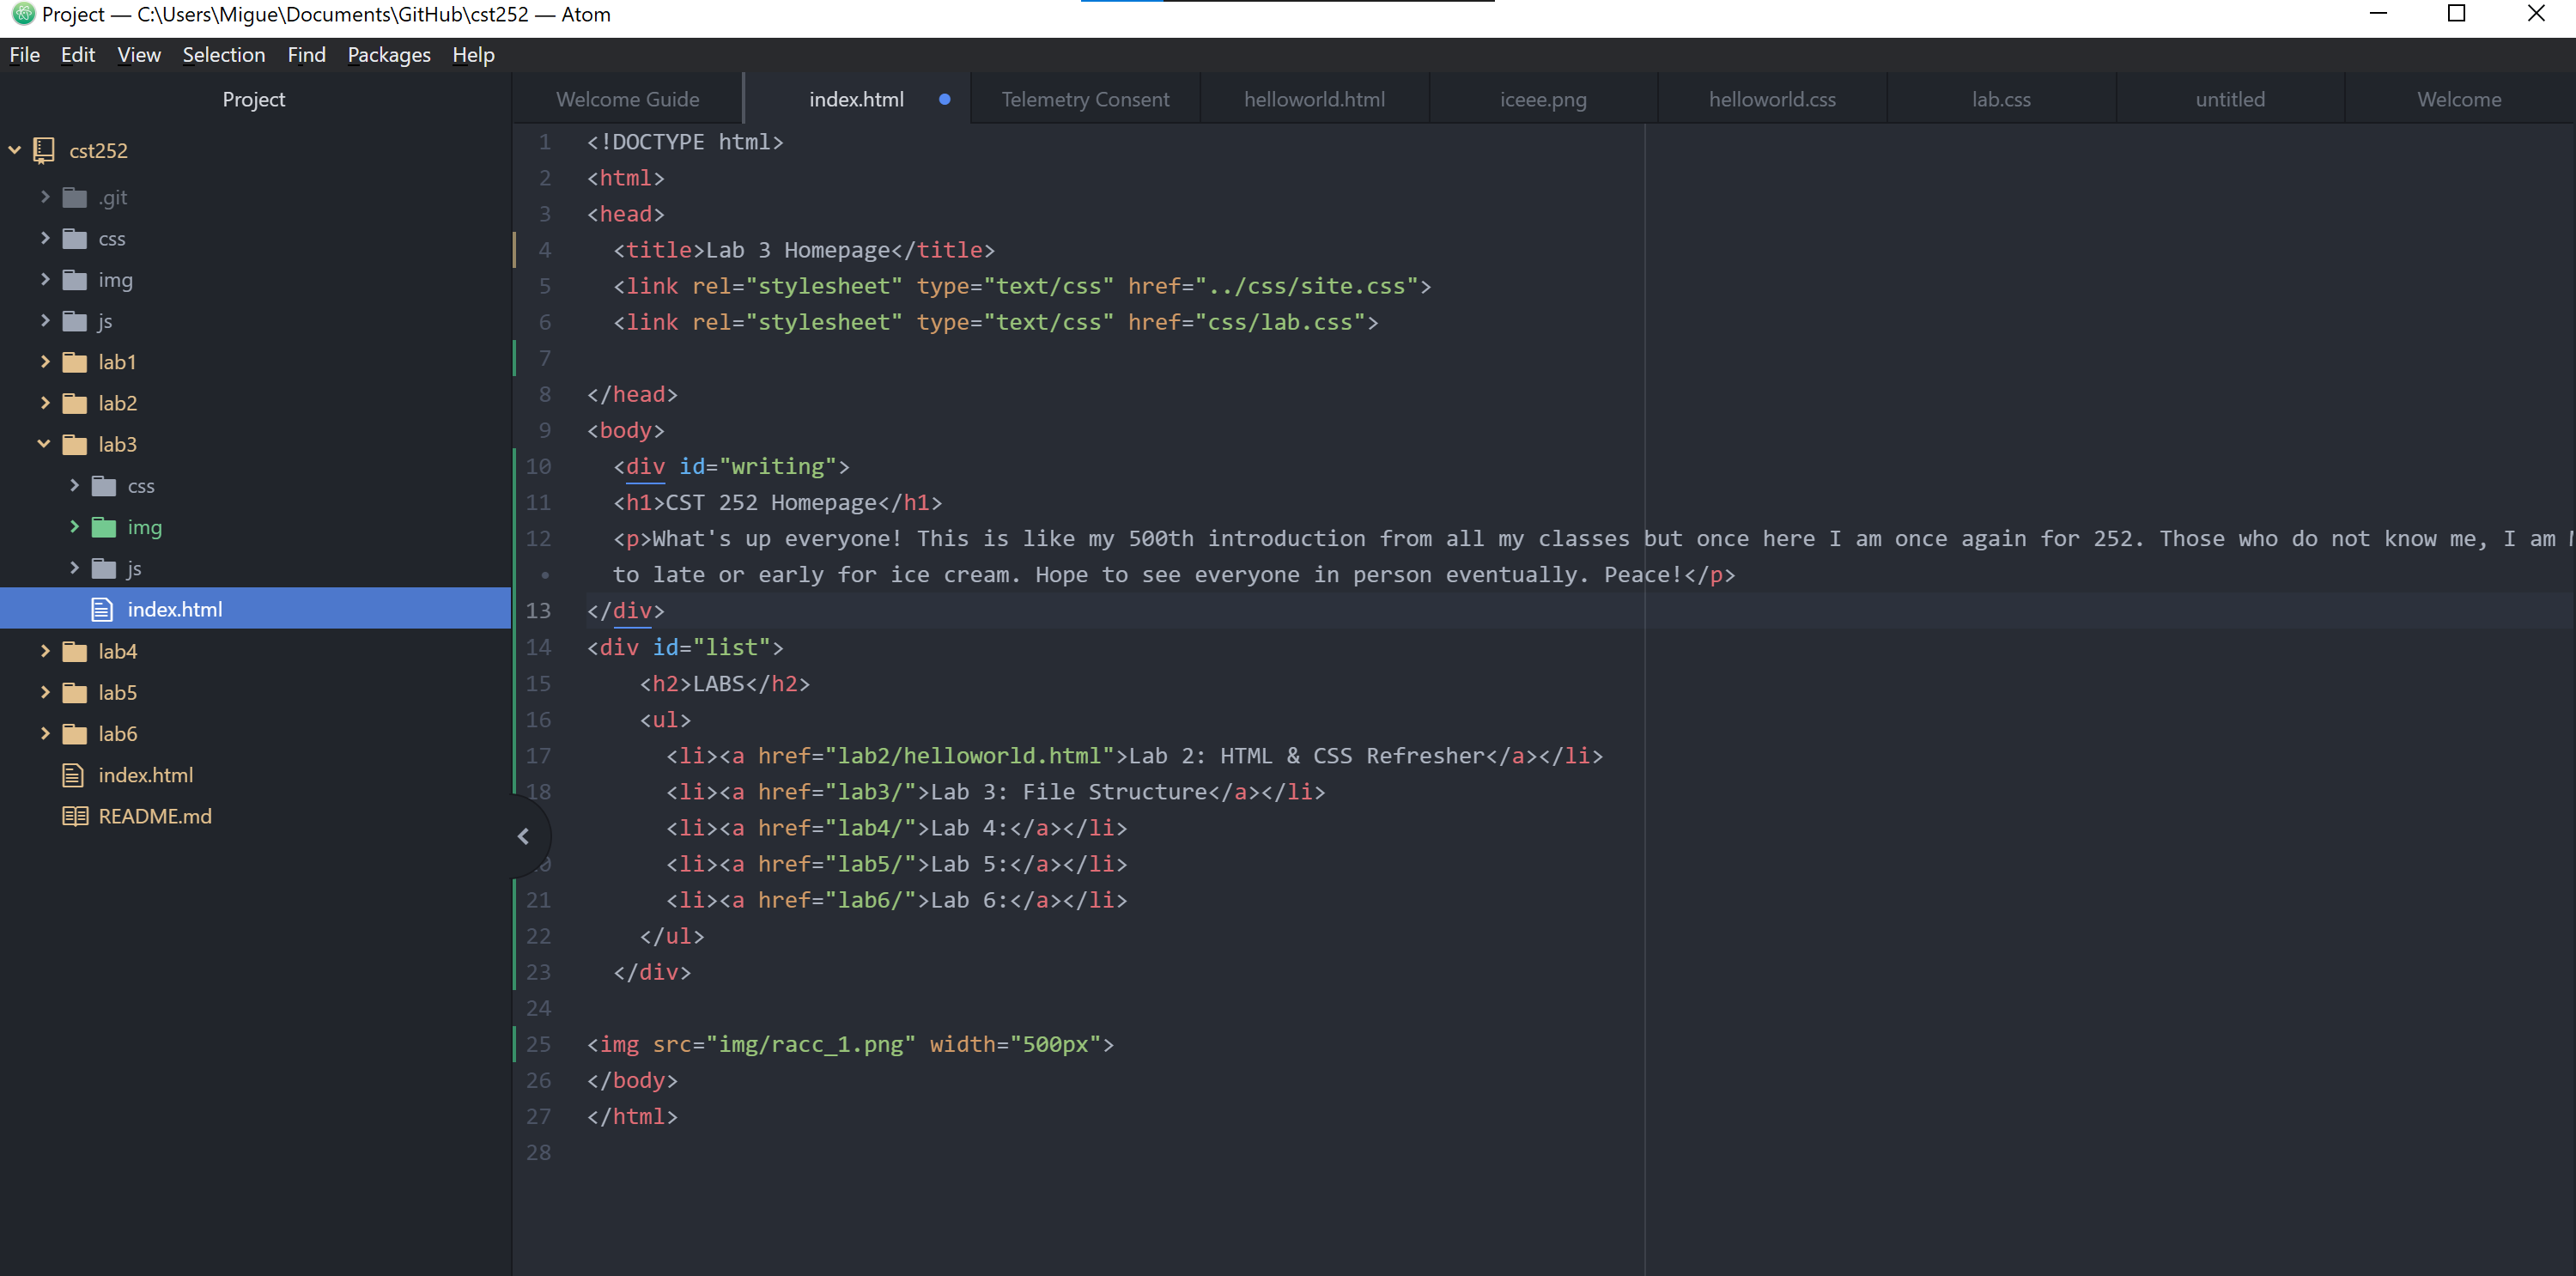 Project — C:\Users\Migue\Documents\GitHub\cst252 — Atom
File Edit View Selection Find Packages Help
Project
Welcome Guide index.html Telemetry Consent helloworld.html iceee.png helloworld.css lab.css untitled Welcome
cst252
.git
css
img
js
lab1
lab2
lab3
css
img
js
index.html
lab4
lab5
lab6
index.html
README.md
1 <!DOCTYPE html>
2 <html>
3 <head>
4 <title>Lab 3 Homepage</title>
5 <link rel="stylesheet" type="text/css" href="../css/site.css">
6 <link rel="stylesheet" type="text/css" href="css/lab.css">
7
8 </head>
9 <body>
10 <div id="writing">
11 <h1>CST 252 Homepage</h1>
12 <p>What's up everyone! This is like my 500th introduction from all my classes but once here I am once again for 252. Those who do not know me, I am
• to late or early for ice cream. Hope to see everyone in person eventually. Peace!</p>
13 </div>
14 <div id="list">
15 <h2>LABS</h2>
16 <ul>
17 <li><a href="lab2/helloworld.html">Lab 2: HTML & CSS Refresher</a></li>
18 <li><a href="lab3/">Lab 3: File Structure</a></li>
<li><a href="lab4/">Lab 4:</a></li>
<li><a href="lab5/">Lab 5:</a></li>
21 <li><a href="lab6/">Lab 6:</a></li>
22 </ul>
23 </div>
24
25 <img src="img/racc_1.png" width="500px">
26 </body>
27 </html>
28